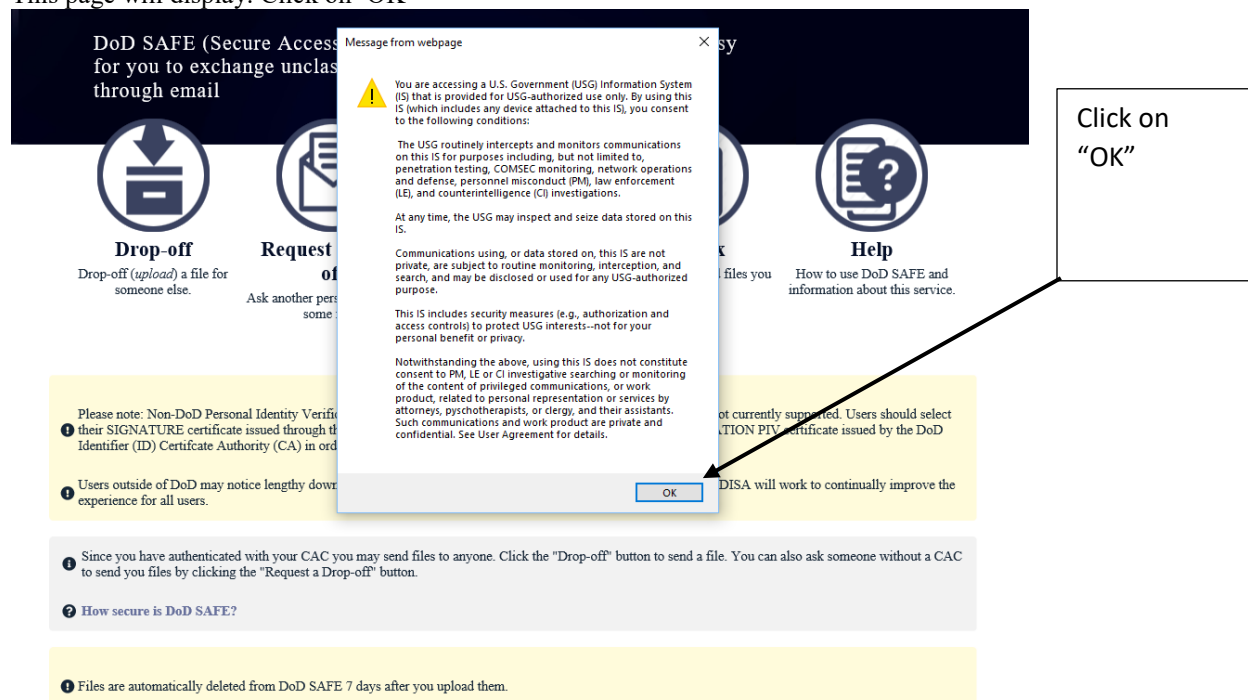 This page will display. Click on "OK"
DoD SAFE (Secure Access
for you to exchange unclas
through email
sy
Message from webpage
You are accessing a U.S. Government (USG) Information System
(IS) that is provided for USG-authorized use only. By using this
IS (which includes any device attached to this IS), you consent
to the following conditions:
The USG routinely intercepts and monitors communications
on this IS for purposes including, but not limited to,
penetration testing, COMSEC monitoring, network operations
and defense, personnel misconduct (PM), law enforcement
(LE), and counterintelligence (CI) investigations.
At any time, the USG may inspect and seize data stored on this
IS.
Communications using, or data stored on, this IS are not
private, are subject to routine monitoring, interception, and
search, and may be disclosed or used for any USG-authorized
purpose.
This IS includes security measures (e.g., authorization and
access controls) to protect USG interests--not for your
personal benefit or privacy.
Notwithstanding the above, using this IS does not constitute
consent to PM, LE or CI investigative searching or monitoring
of the content of privileged communications, or work
product, related to personal representation or services by
attorneys, pyschotherapists, or clergy, and their assistants.
Such communications and work product are private and
confidential. See User Agreement for details.
OK
Click on
“OK”
Drop-off
Drop-off (upload) a file for
someone else.
Request
of
Ask another pers
some
files you
Help
How to use DoD SAFE and
information about this service.
Please note: Non-DoD Personal Identity Verific
ot currently supported. Users should select
their SIGNATURE certificate issued through th
TION PIV certificate issued by the DoD
Identifier (ID) Certifcate Authority (CA) in ord
Users outside of DoD may notice lengthy down
DISA will work to continually improve the
experience for all users.
Since you have authenticated with your CAC you may send files to anyone. Click the "Drop-off" button to send a file. You can also ask someone without a CAC
to send you files by clicking the "Request a Drop-off" button.
How secure is DoD SAFE?
Files are automatically deleted from DoD SAFE 7 days after you upload them.